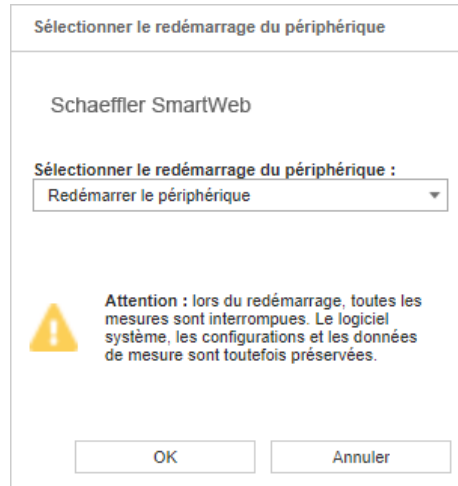 Sélectionner le redémarrage du périphérique
Schaeffler SmartWeb
Sélectionner le redémarrage du périphérique :
Redémarrer le périphérique
Attention : lors du redémarrage, toutes les
mesures sont interrompues. Le logiciel
système, les configurations et les données
de mesure sont toutefois préservées.
OK
Annuler